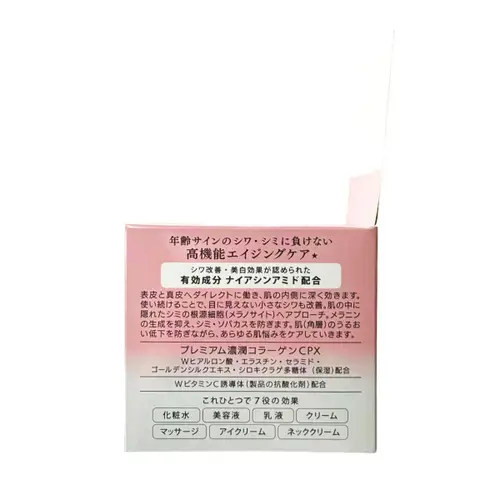 年齢サインのシワ・シミに負けない
高機能エイジングケア★
シワ改善・美白効果が認められた
有効成分 ナイアシンアミド配合
表皮と真皮へダイレクトに働き、肌の内側に深く効きます。
使い続けることで、目に見えない小さなシワも改善。肌の中に
隠れたシミの根源細胞(メラノサイト)へアプローチ。メラニン
の生成を抑え、シミ・ソバカスを防ぎます。肌(角層)のうるお
い低下を防ぎながら、あらゆる肌悩みをケアしていきます。
プレミアム濃潤コラーゲンCPX
Wヒアルロン酸・エラスチン・セラミド・
ゴールデンシルクエキス・シロキクラゲ多糖体(保湿)配合
WビタミンC誘導体(製品の抗酸化剤)配合
これひとつで7役の効果
化粧水 美容液 乳液 クリーム
マッサージ アイクリーム ネッククリーム